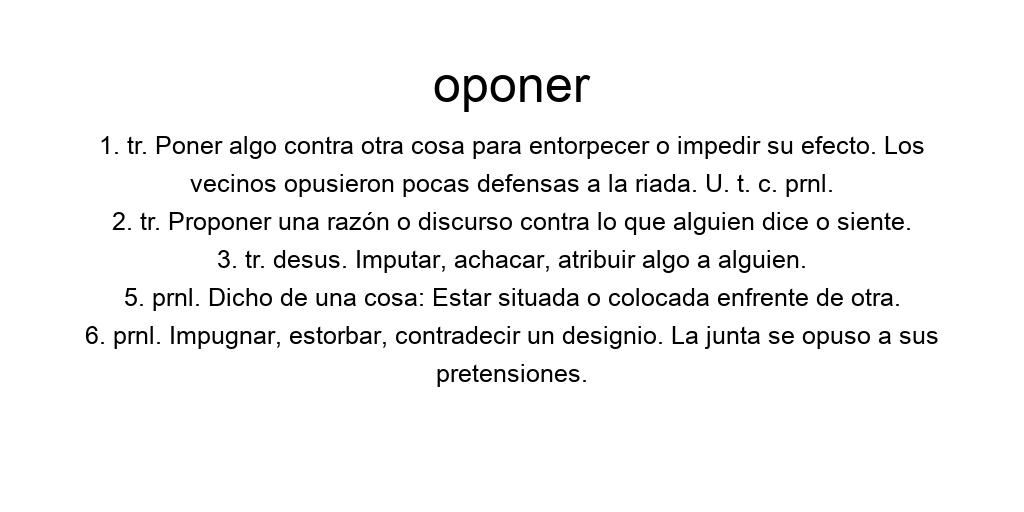 oponer
1. tr. Poner algo contra otra cosa para entorpecer o impedir su efecto. Los
vecinos opusieron pocas defensas a la riada. U. t. c. prnl.
2. tr. Proponer una razón o discurso contra lo que alguien dice o siente.
3. tr. desus. Imputar, achacar, atribuir algo a alguien.
5. prnl. Dicho de una cosa: Estar situada o colocada enfrente de otra.
6. prnl. Impugnar, estorbar, contradecir un designio. La junta se opuso a sus
pretensiones.